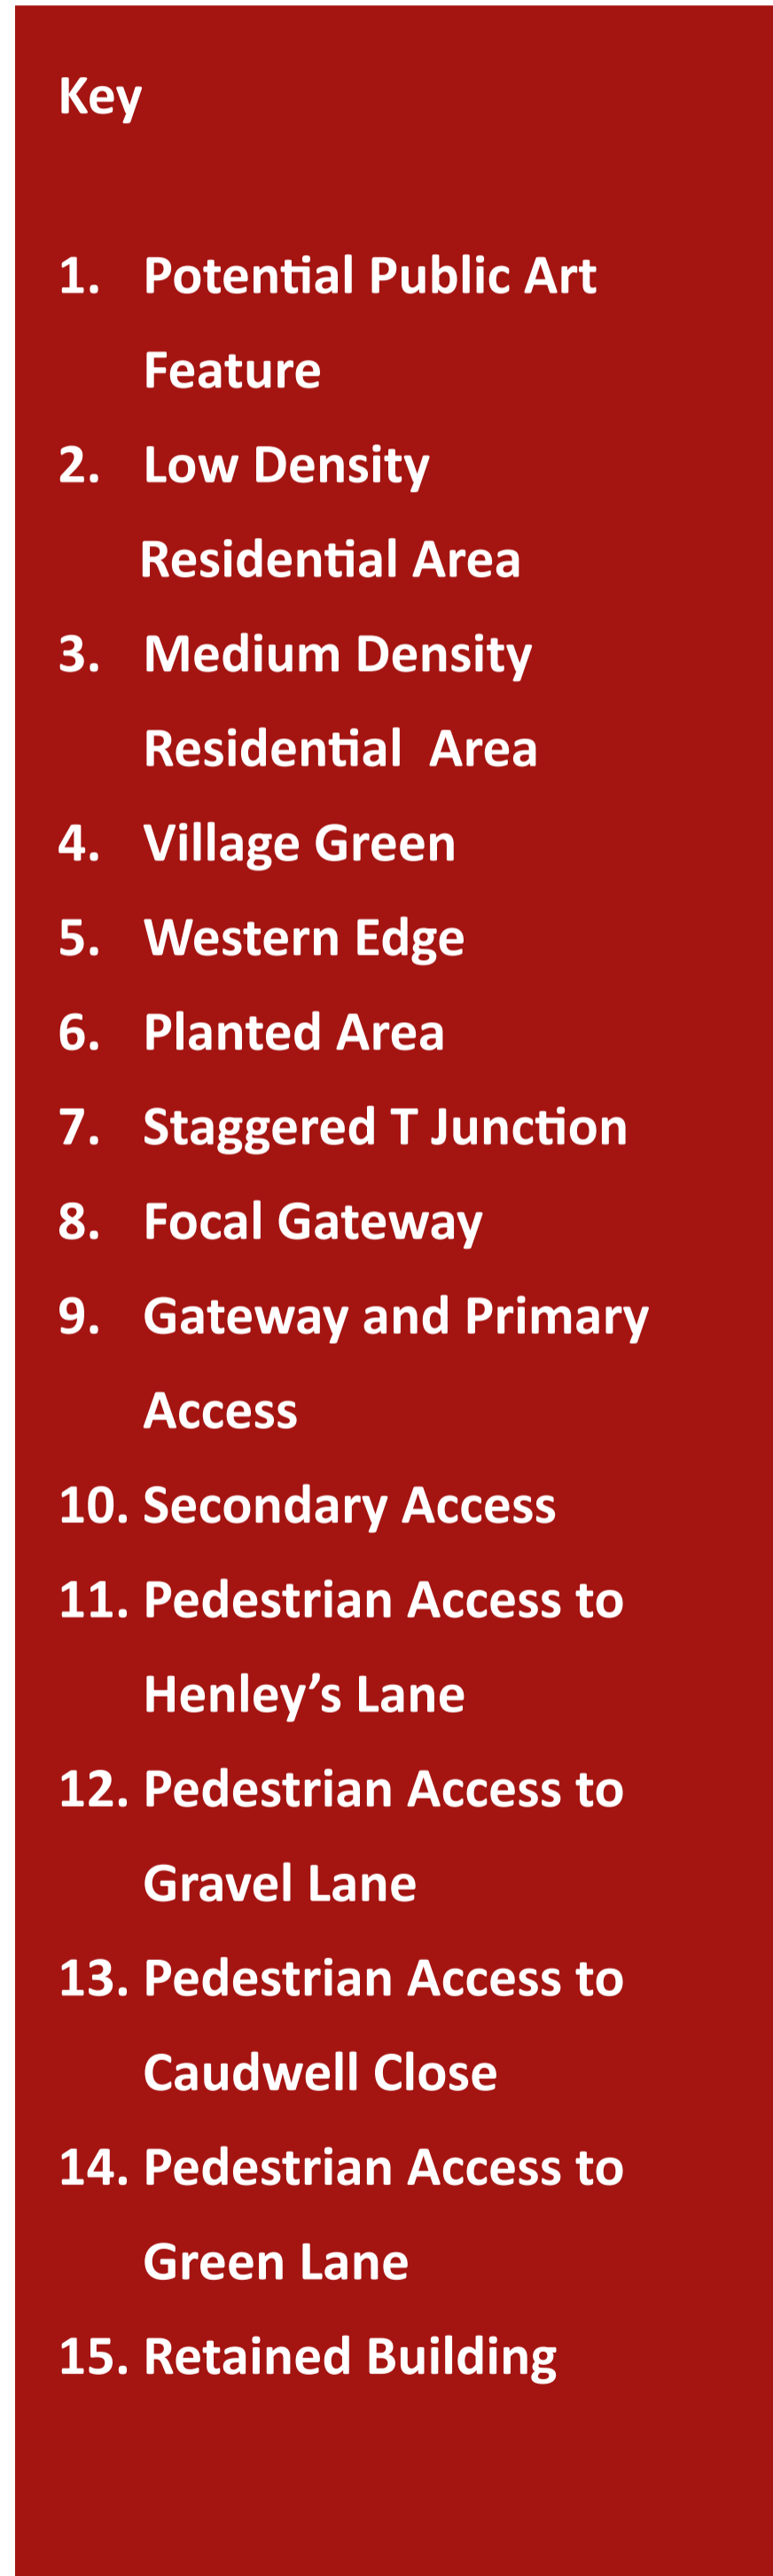 Key
1. Potential Public Art
Feature
2. Low Density
Residential Area
3. Medium Density
Residential Area
4. Village Green
5. Western Edge
6. Planted Area
7. Staggered T Junction
8. Focal Gateway
9. Gateway and Primary
Access
10. Secondary Access
11. Pedestrian Access to
Henley’s Lane
12. Pedestrian Access to
Gravel Lane
13. Pedestrian Access to
Caudwell Close
14. Pedestrian Access to
Green Lane
15. Retained Building